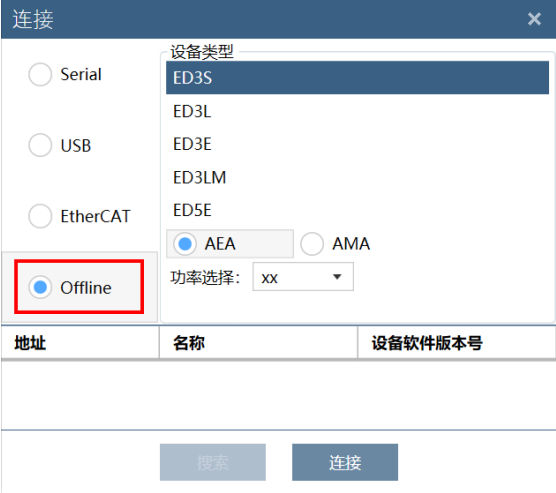 连接
设备类型
Serial
ED3S
ED3L
USB
ED3E
ED3LM
EtherCAT
ED5E
AEA
AMA
Offline
功率选择： xx
地址 名称 设备软件版本号
搜索 连接